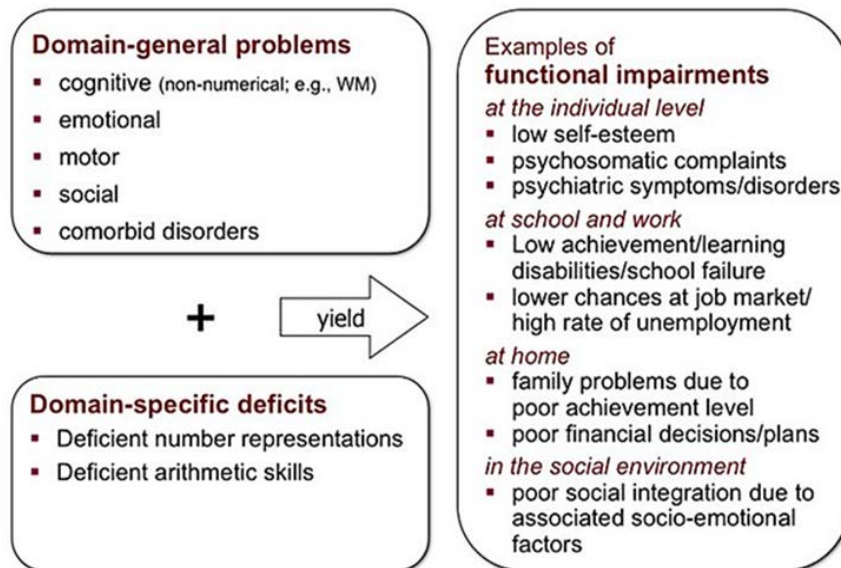 Domain-general problems
▪ cognitive (non-numerical; e.g., WM)
▪ emotional
▪ motor
▪ social
▪ comorbid disorders
+
yield
Domain-specific deficits
▪ Deficient number representations
▪ Deficient arithmetic skills
Examples of
functional impairments
at the individual level
▪ low self-esteem
▪ psychosomatic complaints
▪ psychiatric symptoms/disorders
at school and work
▪ Low achievement/learning
disabilities/school failure
▪ lower chances at job market/
high rate of unemployment
at home
▪ family problems due to
poor achievement level
▪ poor financial decisions/plans
in the social environment
▪ poor social integration due to
associated socio-emotional
factors